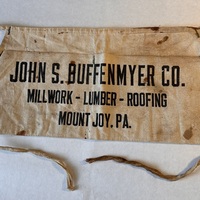 JOHN S. BUFFENMYER CO.
MILLWORK - LUMBER - ROOFING
MOUNT JOY, PA.